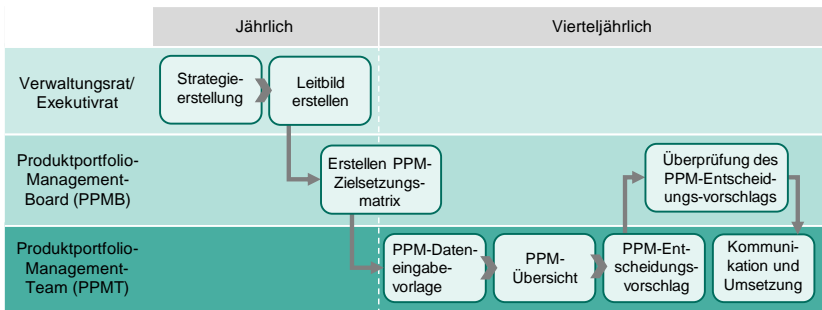 Jährlich
Vierteljährlich
Verwaltungsrat/
Exekutivrat
Strategie-
erstellung
Leitbild
erstellen
Produktportfolio-
Management-
Board (PPMB)
Erstellen PPM-
Zielsetzungs-
matrix
Überprüfung des
PPM-Entscheid-
ungs-vorschlags
Produktportfolio-
Management-
Team (PPMT)
PPM-Daten-
eingabe-
vorlage
PPM-
Übersicht
PPM-Ent-
scheidungs-
vorschlag
Kommuni-
kation und
Umsetzung